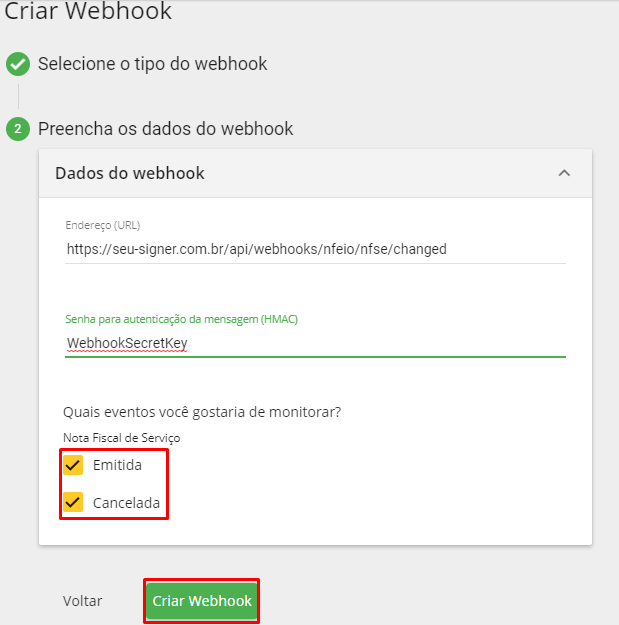 Criar Webhook
Selecione o tipo do webhook
2 Preencha os dados do webhook
Dados do webhook
Endereço (URL)
https://seu-signer.com.br/api/webhooks/nfeio/nfse/changed
Senha para autenticação da mensagem (HMAC)
WebhookSecretKey
Quais eventos você gostaria de monitorar?
Nota Fiscal de Serviço
Emitida
Cancelada
Voltar Criar Webhook